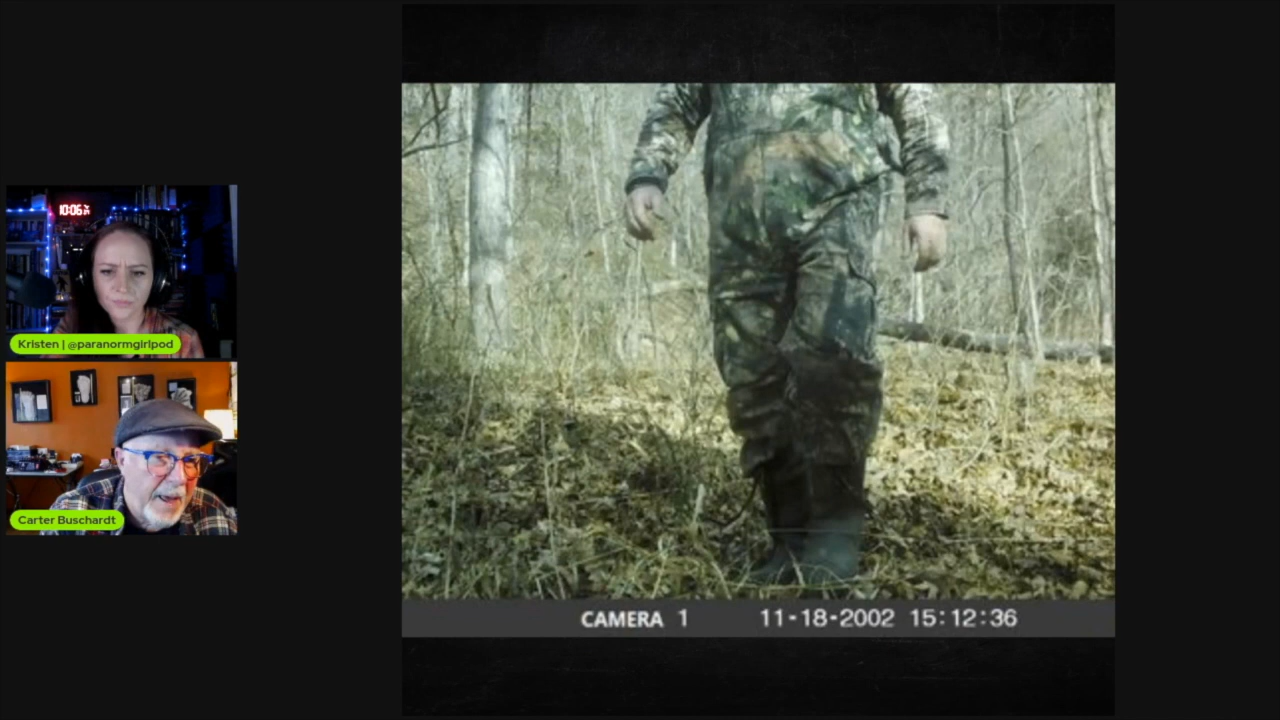 10:06
Kristen | @paranormgirlpod
Carter Buschardt
CAMERA 1 11-18-2002 15:12:36